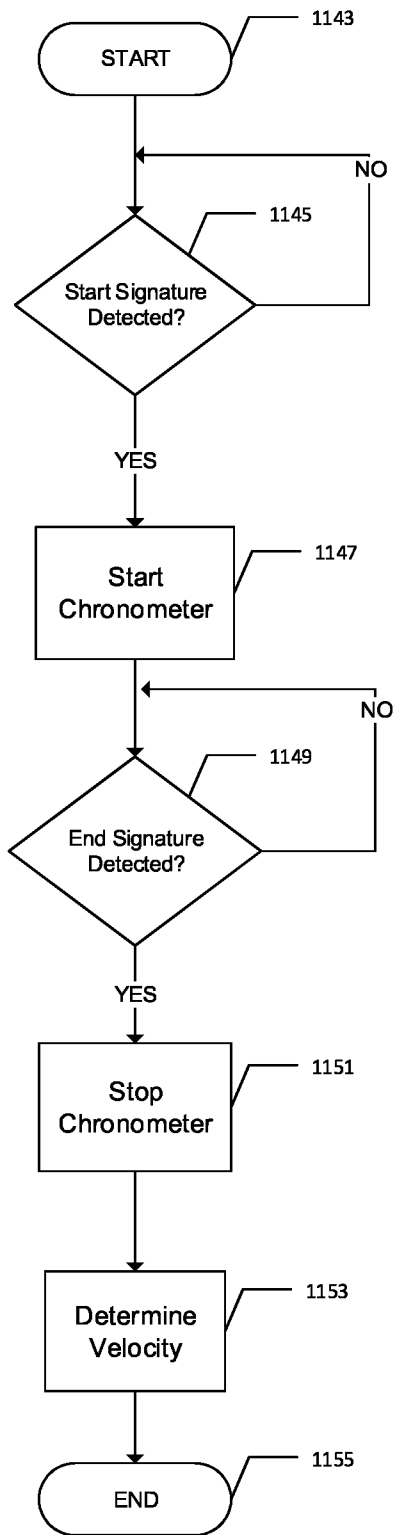 1143
START
NO
1145
Start Signature
Detected?
YES
1147
Start
Chronometer
NO
1149
End Signature
Detected?
YES
1151
Stop
Chronometer
1153
Determine
Velocity
1155
END